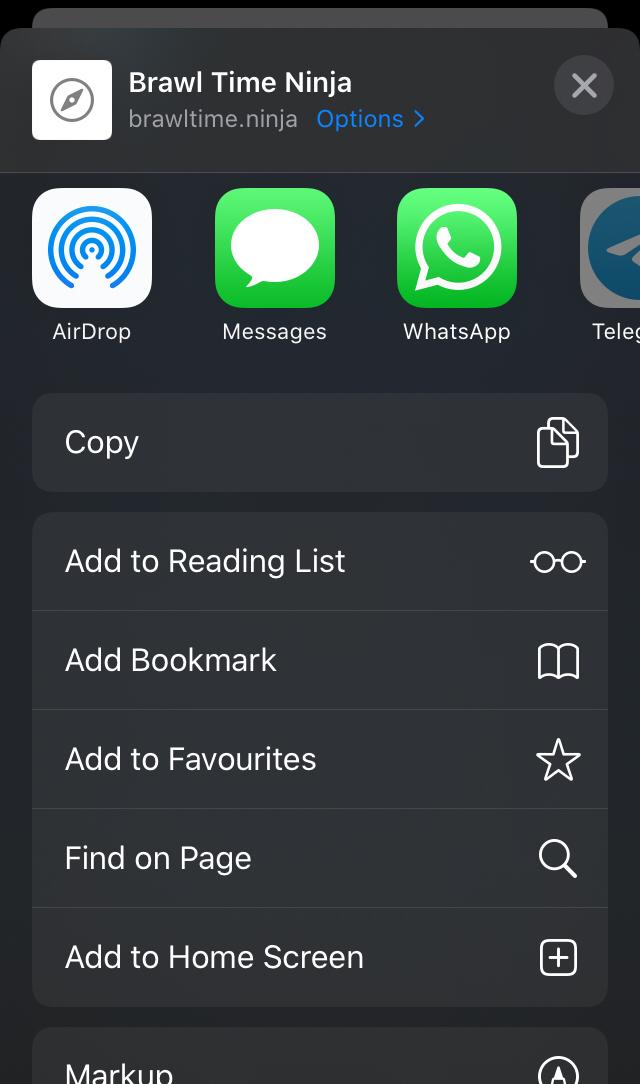 Brawl Time Ninja
brawltime.ninja Options >
AirDrop Messages WhatsApp Teleg
Copy
Add to Reading List
Add Bookmark
Add to Favourites
Find on Page
Add to Home Screen
Markup